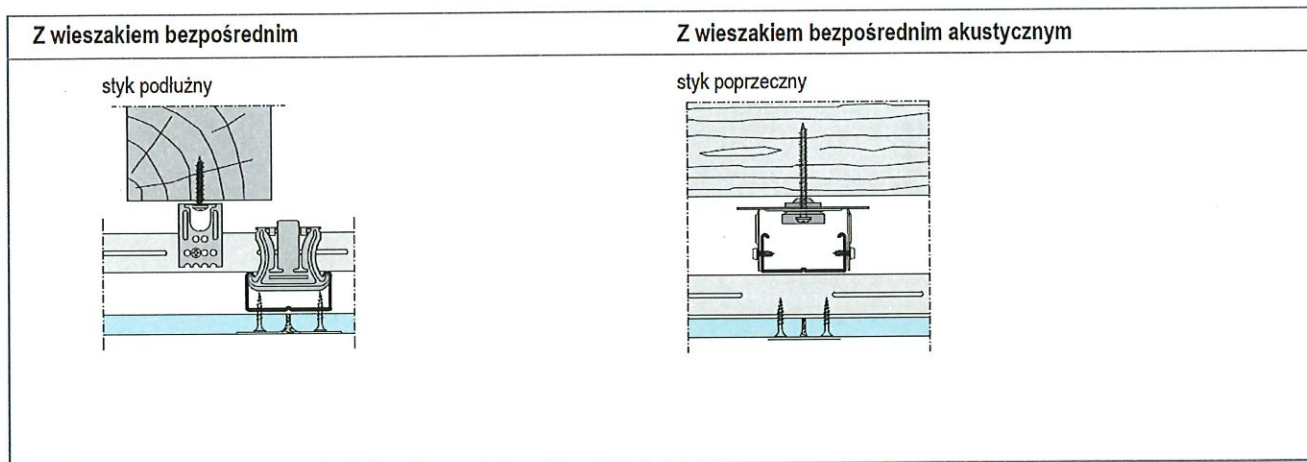 Z wieszakiem bezpośrednim
Z wieszakiem bezpośrednim akustycznym
styk podłużny
styk poprzeczny